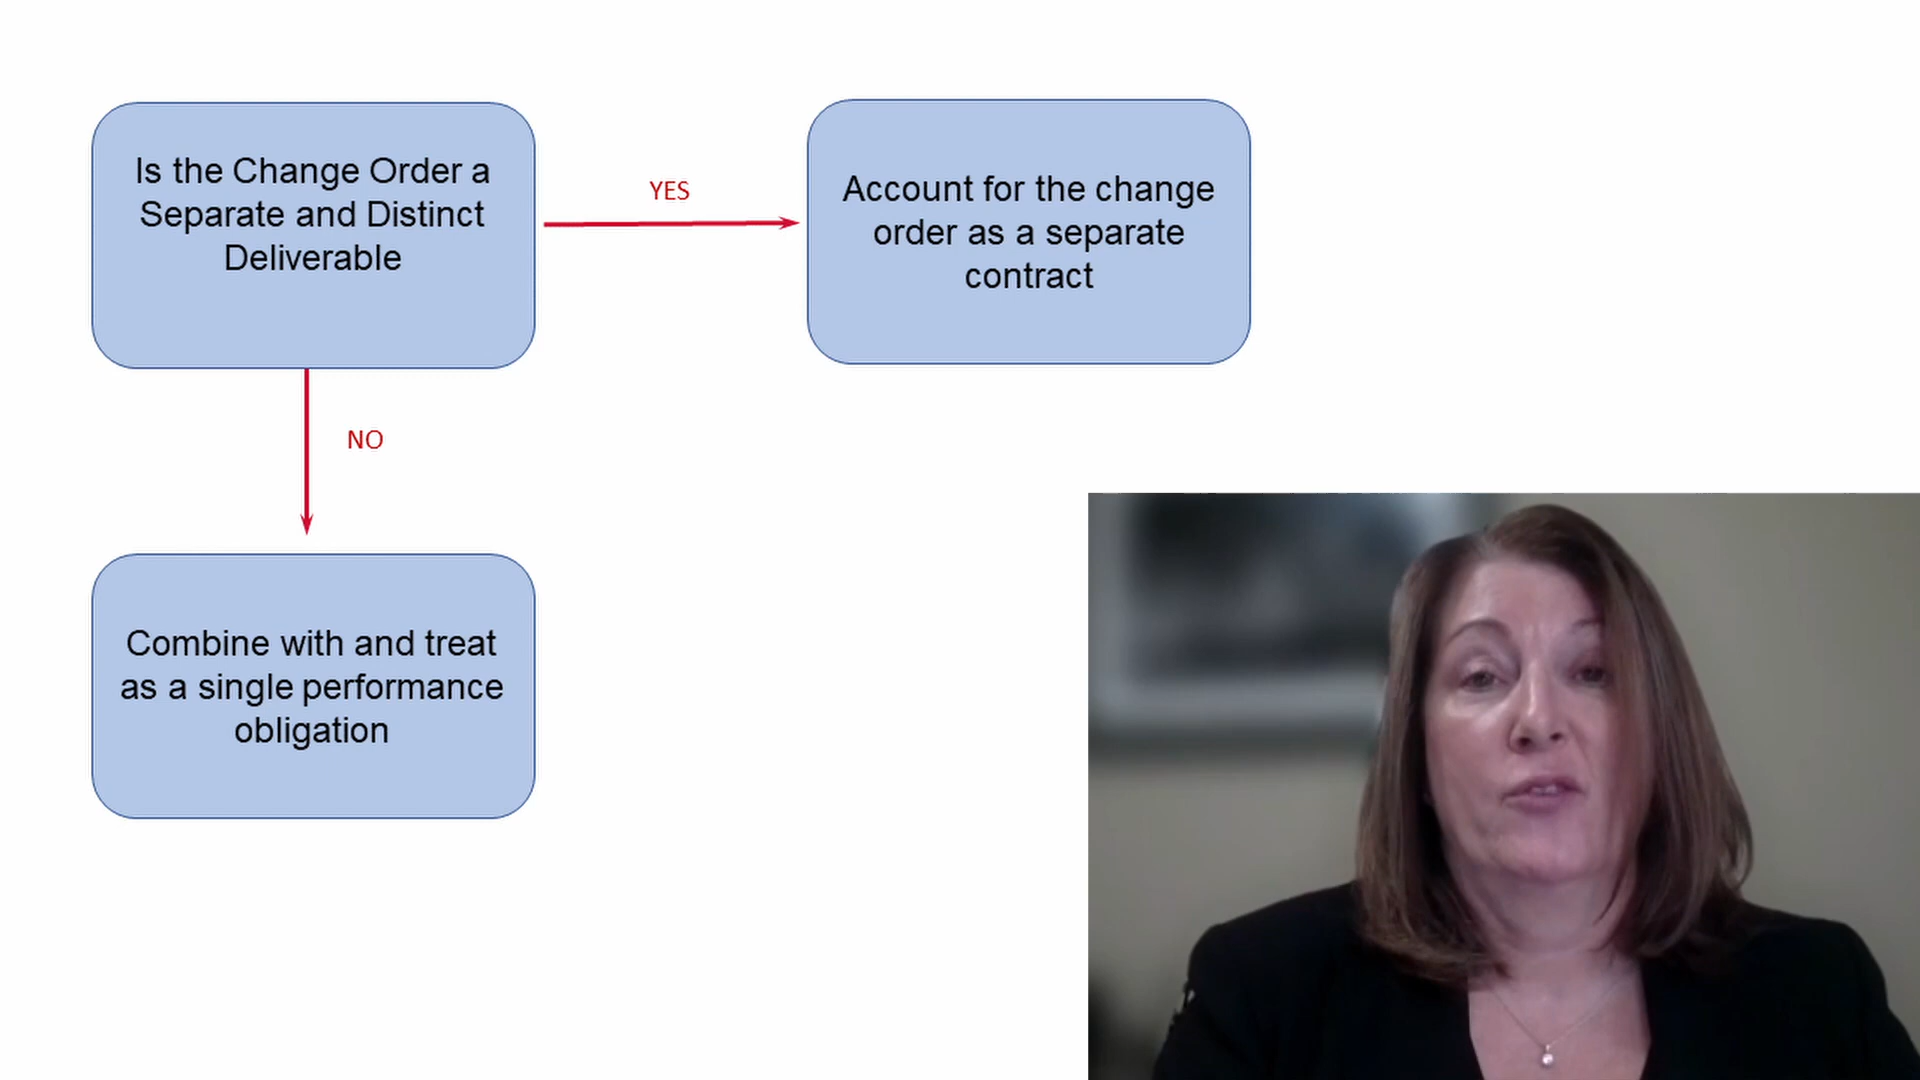 Is the Change Order a
Separate and Distinct
Deliverable
YES
Account for the change
order as a separate
contract
NO
Combine with and treat
as a single performance
obligation